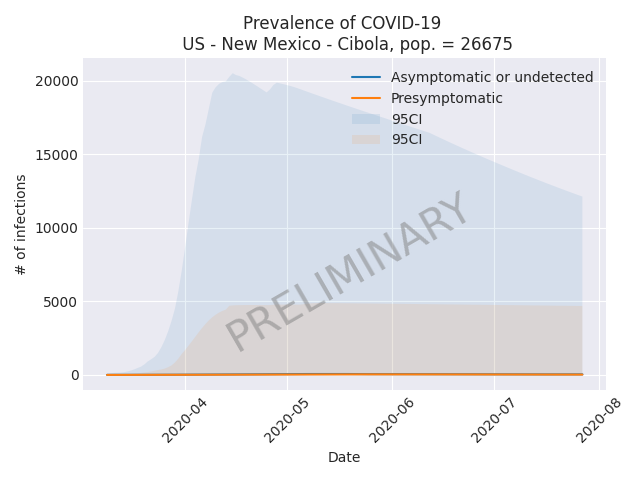 Prevalence of COVID-19
US - New Mexico - Cibola, pop. = 26675
Asymptomatic or undetected
Presymptomatic
95CI
95CI
20000
15000
10000
5000
0
# of infections
PRELIMINARY
2020-04
2020-05
2020-06
2020-07
2020-08
Date